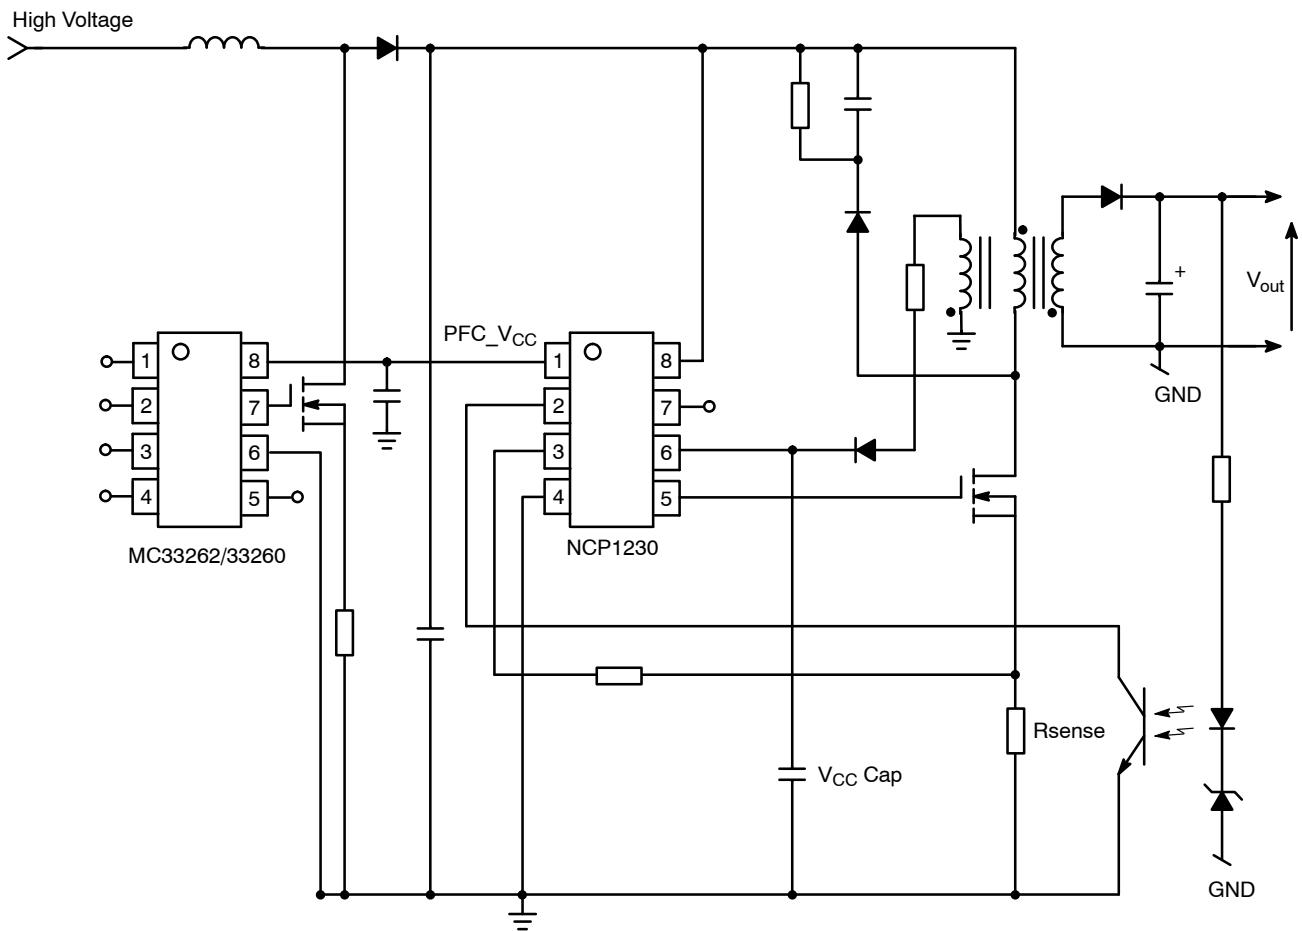 High Voltage
PFC_VCC
1
8
2
7
3
6
4
5
MC33262/33260
1
8
2
7
3
6
4
5
NCP1230
+
Vout
GND
Rsense
VCC Cap
GND